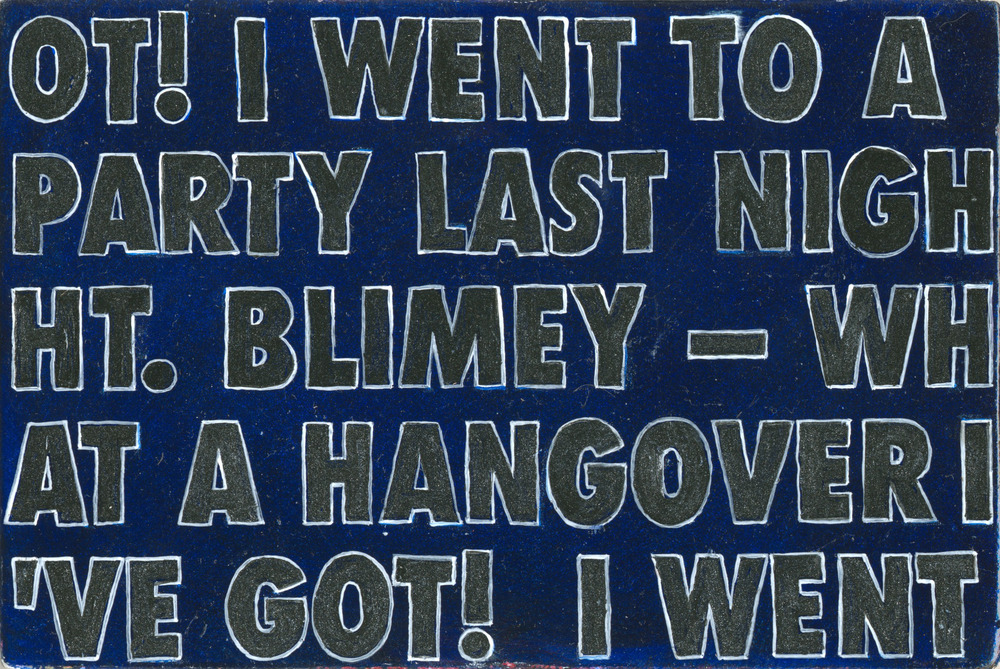 OT! I WENT TO A
PARTY LAST NIGH
HT. BLIMEY – WH
AT A HANGOVER I
'VE GOT! I WENT